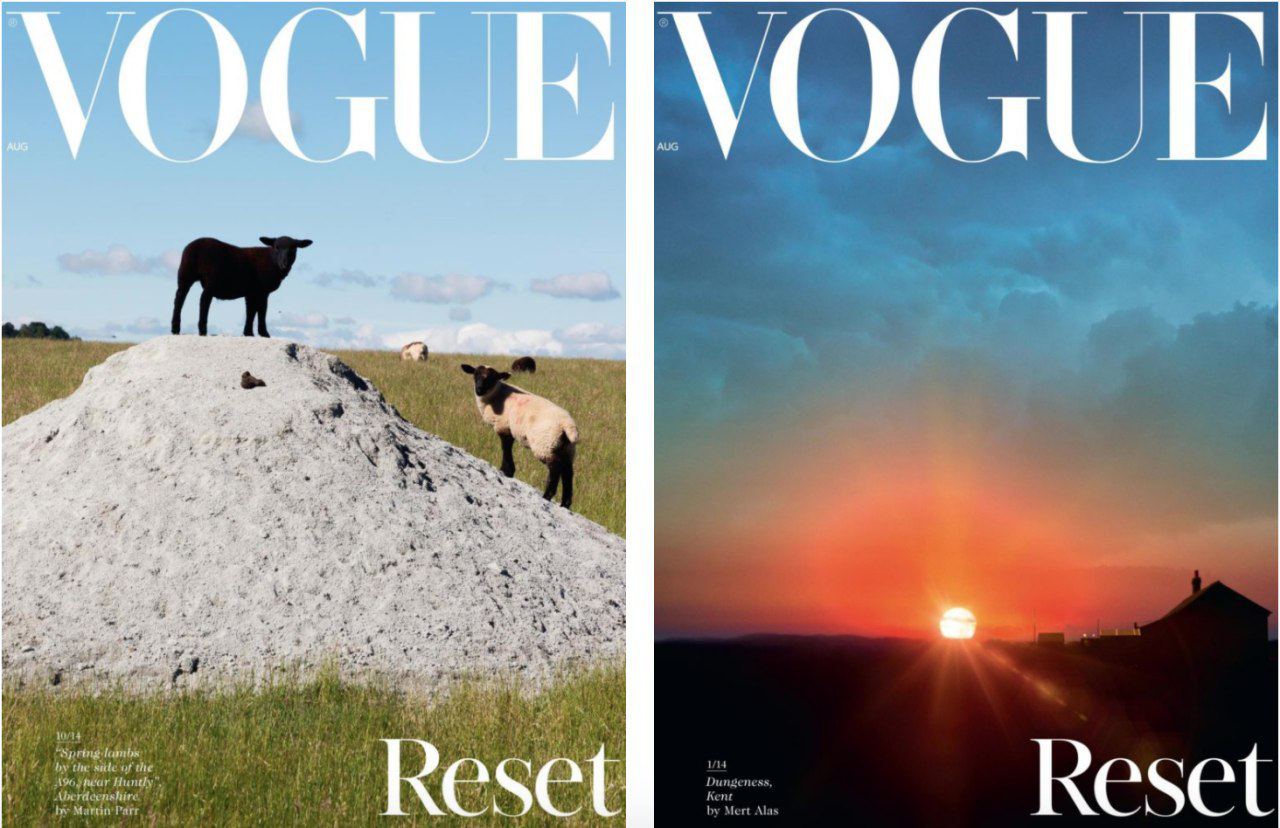 ®
VOGUE
AUG
10/14
“Spring lambs
by the side of the
A96, near Huntly”,
Aberdeenshire
by Martin Parr
Reset
®
VOGUE
AUG
1/14
Dungeness,
Kent
by Mert Alas
Reset